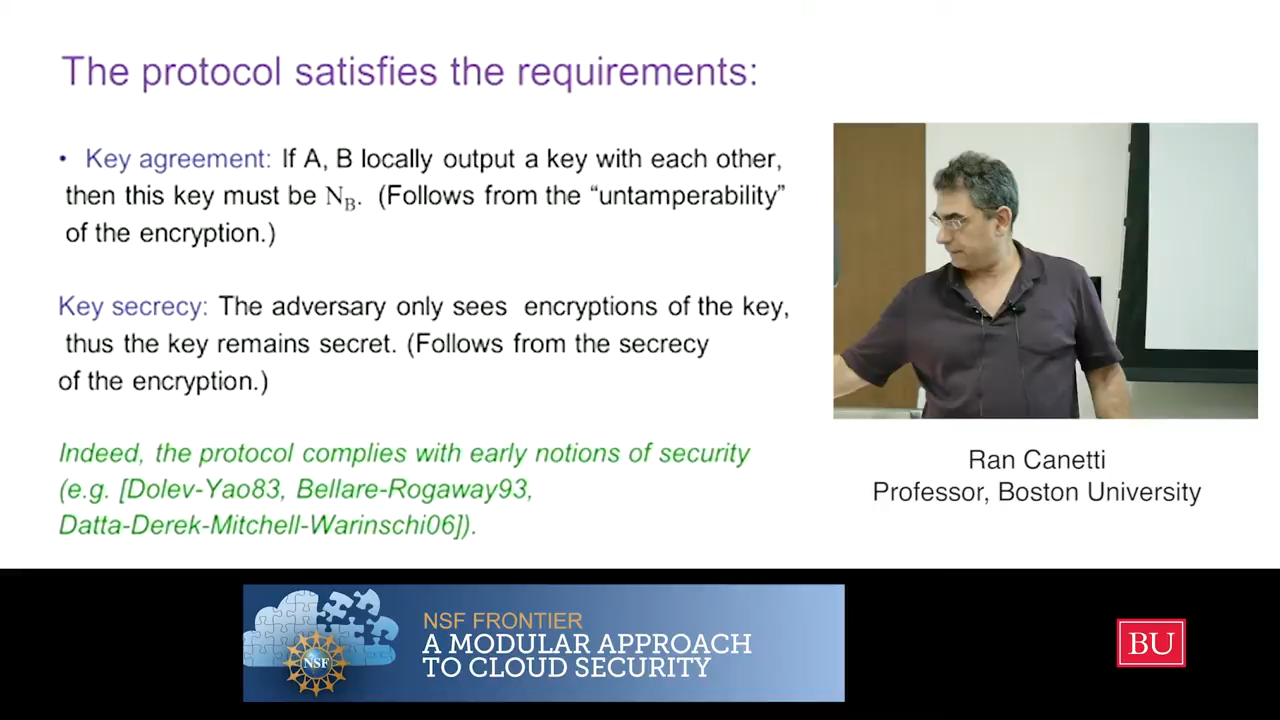 The protocol satisfies the requirements:
• Key agreement: If A, B locally output a key with each other,
then this key must be N_B. (Follows from the “untamperability”
of the encryption.)
Key secrecy: The adversary only sees encryptions of the key,
thus the key remains secret. (Follows from the secrecy
of the encryption.)
Indeed, the protocol complies with early notions of security
(e.g. [Dolev-Yao83, Bellare-Rogaway93,
Datta-Derek-Mitchell-Warinschi06]).
Ran Canetti
Professor, Boston University
NSF
NSF FRONTIER
A MODULAR APPROACH
TO CLOUD SECURITY
BU